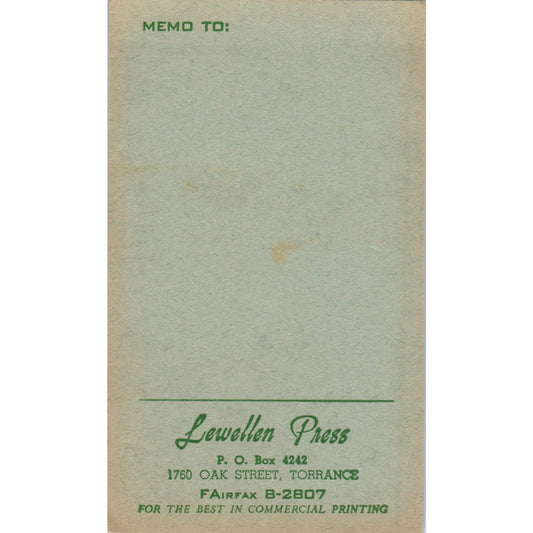 MEMO TO:
Lewellen Press
P. O. Box 4242
1760 OAK STREET, TORRANCE
FAIRFAX 8-2807
FOR THE BEST IN COMMERCIAL PRINTING